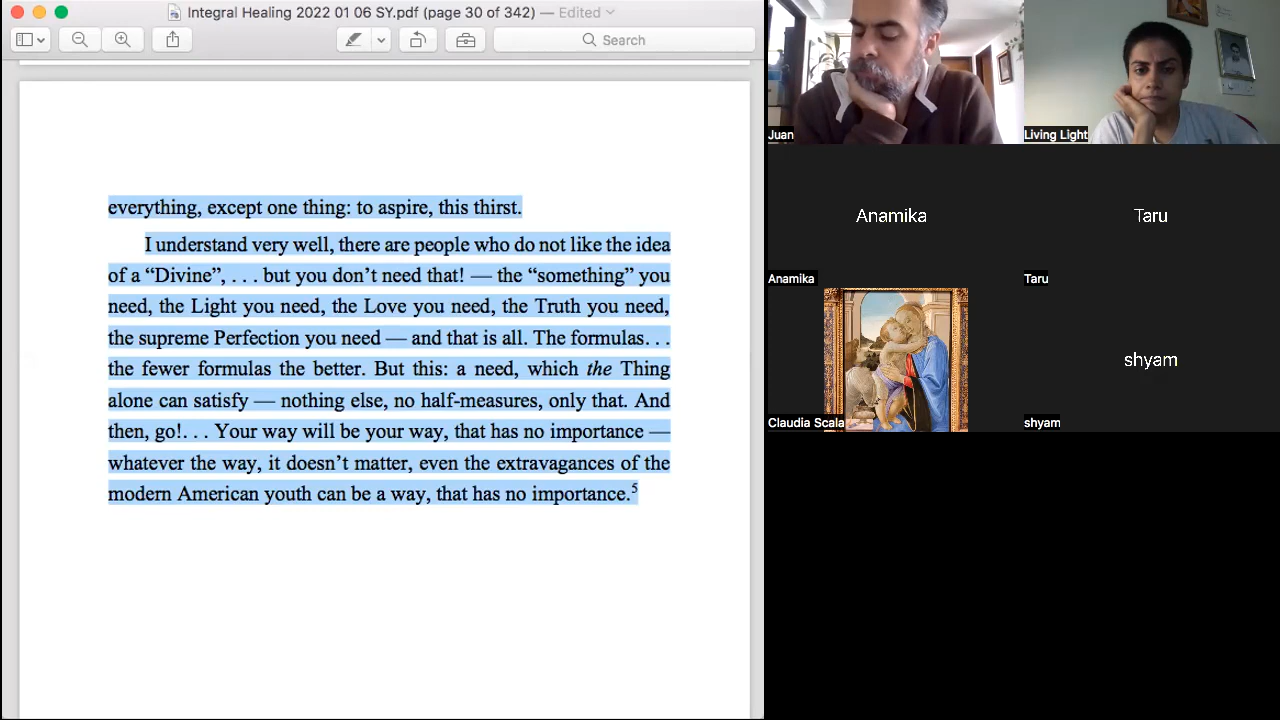 Integral Healing 2022 01 06 SY.pdf (page 30 of 342) — Edited
Search
everything, except one thing: to aspire, this thirst.
I understand very well, there are people who do not like the idea
of a “Divine”, . . . but you don’t need that! — the “something” you
need, the Light you need, the Love you need, the Truth you need,
the supreme Perfection you need — and that is all. The formulas. . .
the fewer formulas the better. But this: a need, which the Thing
alone can satisfy — nothing else, no half-measures, only that. And
then, go!. . . Your way will be your way, that has no importance —
whatever the way, it doesn’t matter, even the extravagances of the
modern American youth can be a way, that has no importance.5
Juan
Living Light
Anamika
Taru
Anamika
Taru
shyam
Claudia Scala
shyam